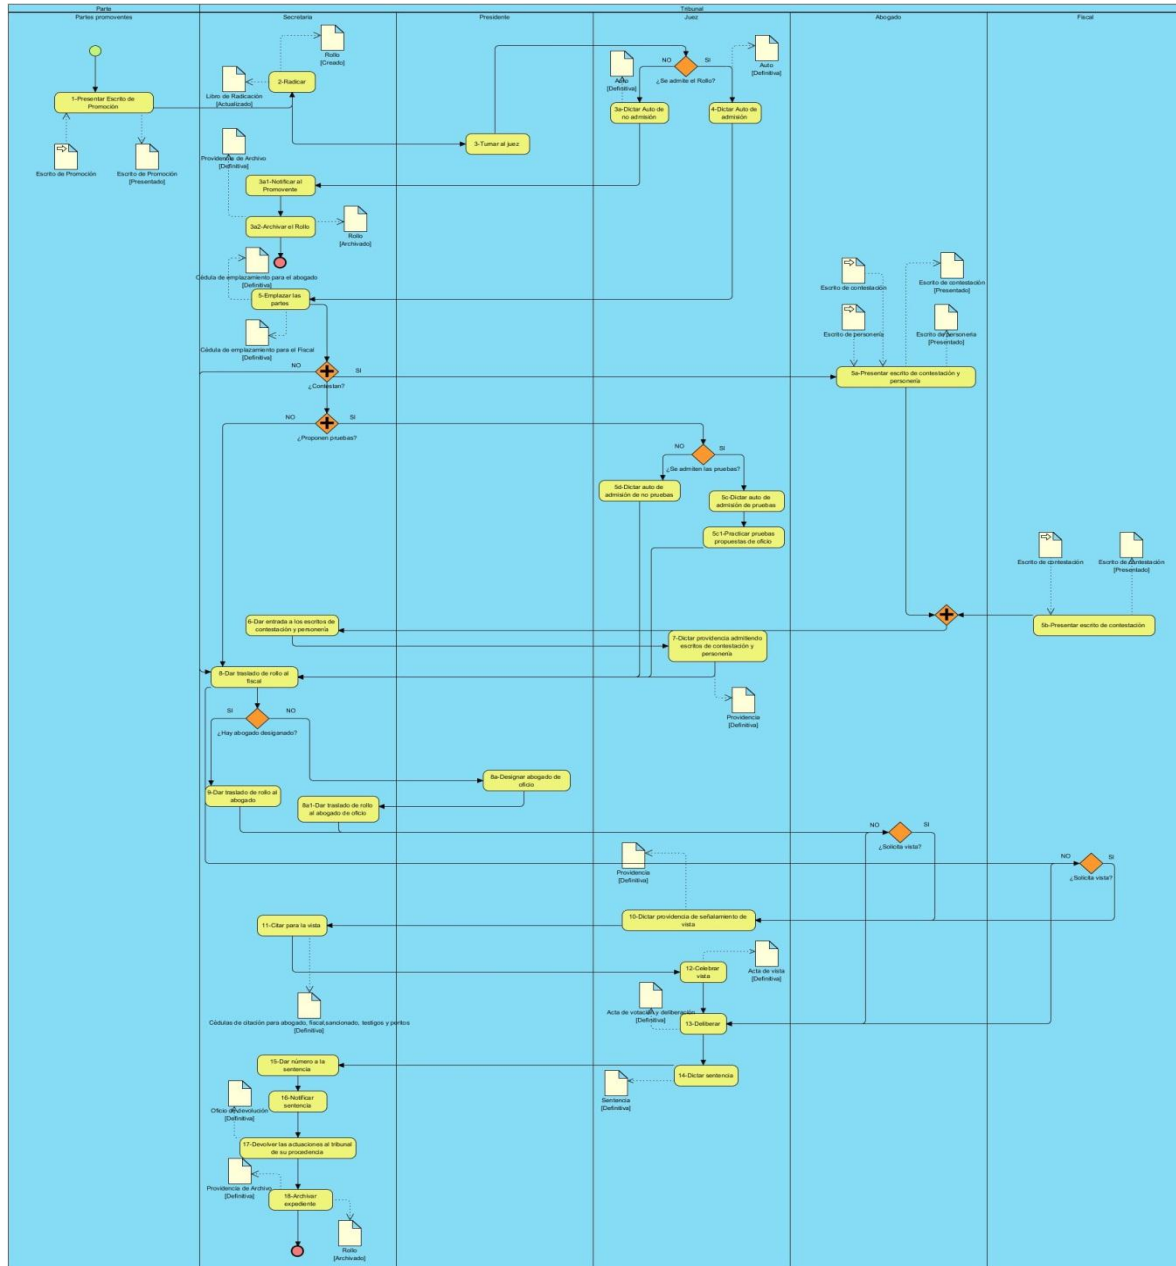 Parte
Tribunal
Partes promoventes
Secretaria
Presidente
Juez
Abogado
Fiscal
Rollo
[Creado]
Libro de Radicación
[Actualizado]
2-Radicar
1-Presentar Escrito de
Promoción
Escrito de Promoción
Escrito de Promoción
[Presentado]
3-Turnar al juez
NO
SI
¿Se admite el Rollo?
Auto
[Definitiva]
Auto
[Definitiva]
3a-Dictar Auto de
no admisión
4-Dictar Auto de
admisión
Providencia de Archivo
[Definitiva]
3a1-Notificar al
Promovente
3a2-Archivar el Rollo
Rollo
[Archivado]
Cédula de emplazamiento para el abogado
[Definitiva]
5-Emplazar las
partes
Cédula de emplazamiento para el Fiscal
[Definitiva]
Escrito de contestación
Escrito de contestación
[Presentado]
Escrito de personería
Escrito de personería
[Presentado]
NO
SI
¿Contestan?
5a-Presentar escrito de contestación y
personería
NO
SI
¿Proponen pruebas?
NO
SI
¿Se admiten las pruebas?
5d-Dictar auto de
admisión de no pruebas
5c-Dictar auto de
admisión de pruebas
5c1-Practicar pruebas
propuestas de oficio
Escrito de contestación
Escrito de contestación
[Presentado]
5b-Presentar escrito de contestación
6-Dar entrada a los escritos de
contestación y personería
7-Dictar providencia admitiendo
escritos de contestación y
personería
Providencia
[Definitiva]
8-Dar traslado de rollo al
fiscal
SI
NO
¿Hay abogado desiganado?
8a-Designar abogado de
oficio
9-Dar traslado de rollo al
abogado
8a1-Dar traslado de rollo
al abogado de oficio
NO
SI
¿Solicita vista?
NO
SI
¿Solicita vista?
Providencia
[Definitiva]
10-Dictar providencia de señalamiento de
vista
11-Citar para la vista
12-Celebrar
vista
Acta de vista
[Definitiva]
Cédulas de citación para abogado, fiscal,sancionado, testigos y peritos
[Definitiva]
Acta de votación y deliberación
[Definitiva]
13-Deliberar
14-Dictar sentencia
Sentencia
[Definitiva]
15-Dar número a la
sentencia
16-Notificar
sentencia
Oficio de devolución
[Definitiva]
17-Devolver las actuaciones al tribunal
de su procedencia
Providencia de Archivo
[Definitiva]
18-Archivar
expediente
Rollo
[Archivado]